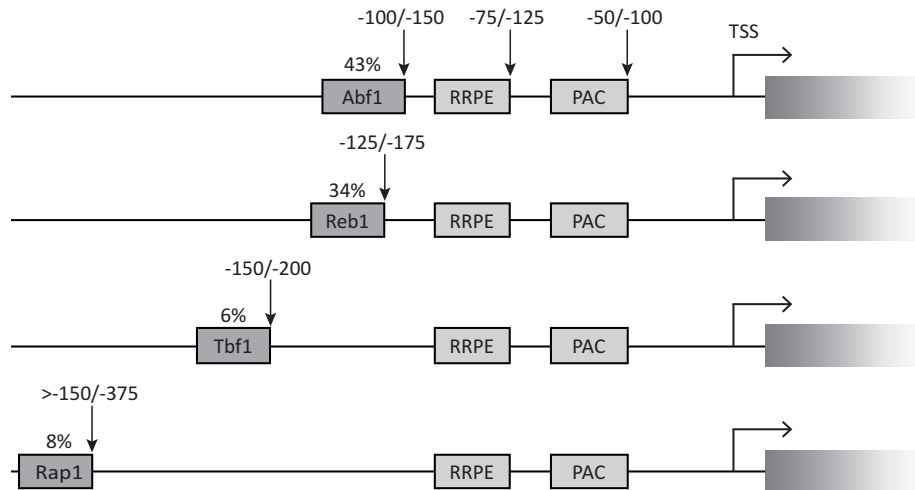 -100/-150 -75/-125 -50/-100
TSS
43%
Abf1 RRPE PAC
-125/-175
34%
Reb1 RRPE PAC
-150/-200
6%
Tbf1 RRPE PAC
>-150/-375
8%
Rap1 RRPE PAC